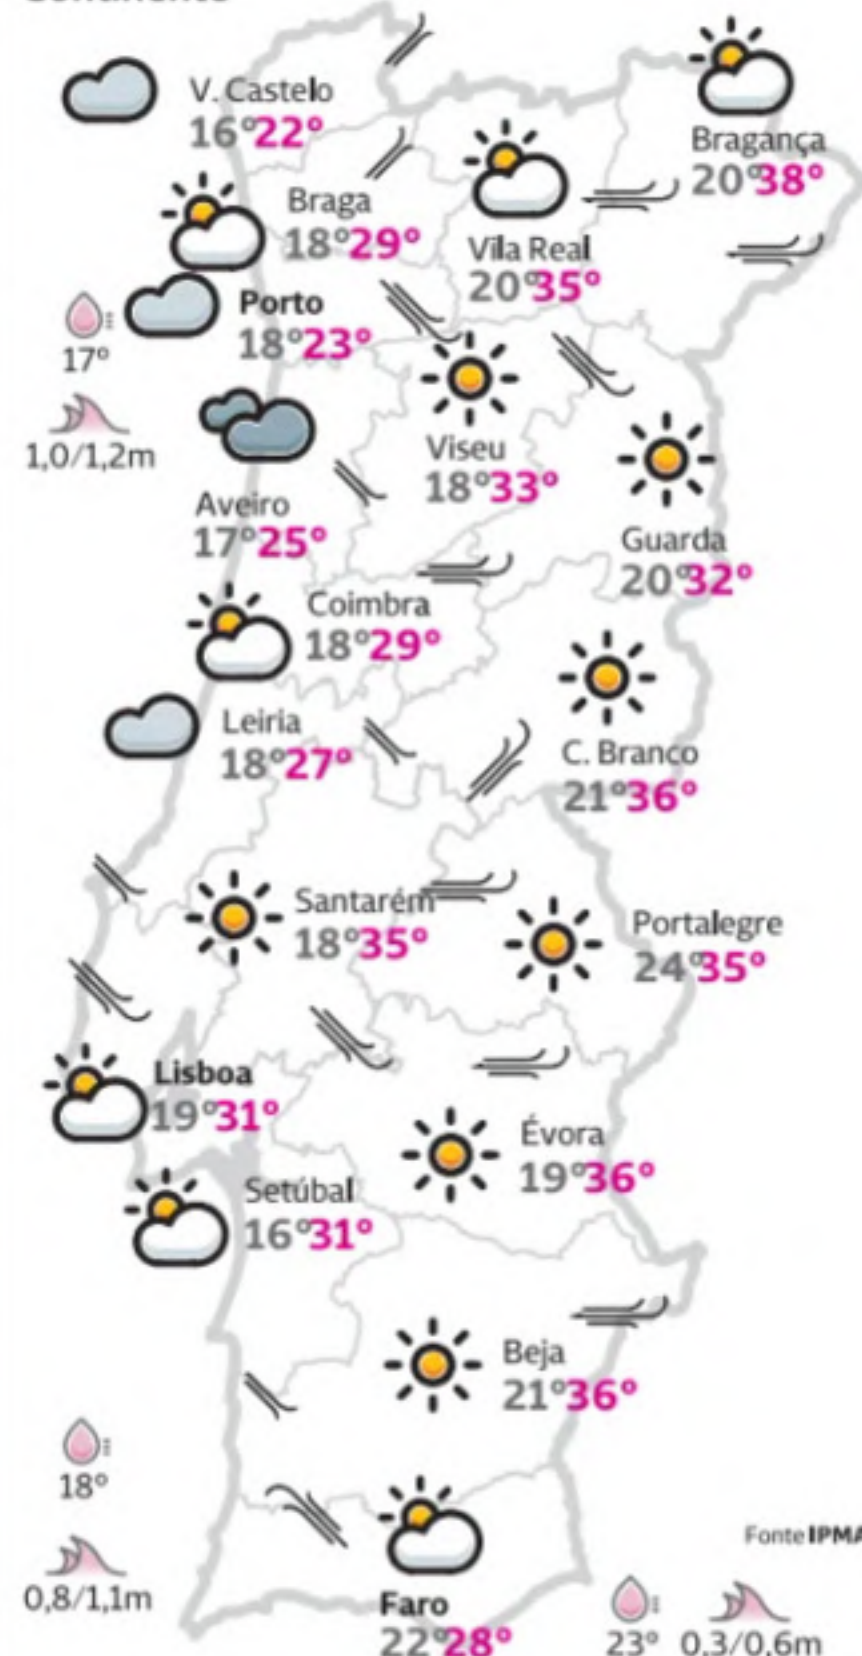 V. Castelo
16°22°
Bragança
20°38°
Braga
18°29°
Vila Real
20°35°
Porto
18°23°
17°
1,0/1,2m
Viseu
18°33°
Aveiro
17°25°
Guarda
20°32°
Coimbra
18°29°
Leiria
18°27°
C. Branco
21°36°
Santarém
18°35°
Portalegre
24°35°
Lisboa
19°31°
Évora
19°36°
Setúbal
16°31°
Beja
21°36°
18°
0,8/1,1m
Fonte IPMA
Faro
22°28°
23°
0,3/0,6m